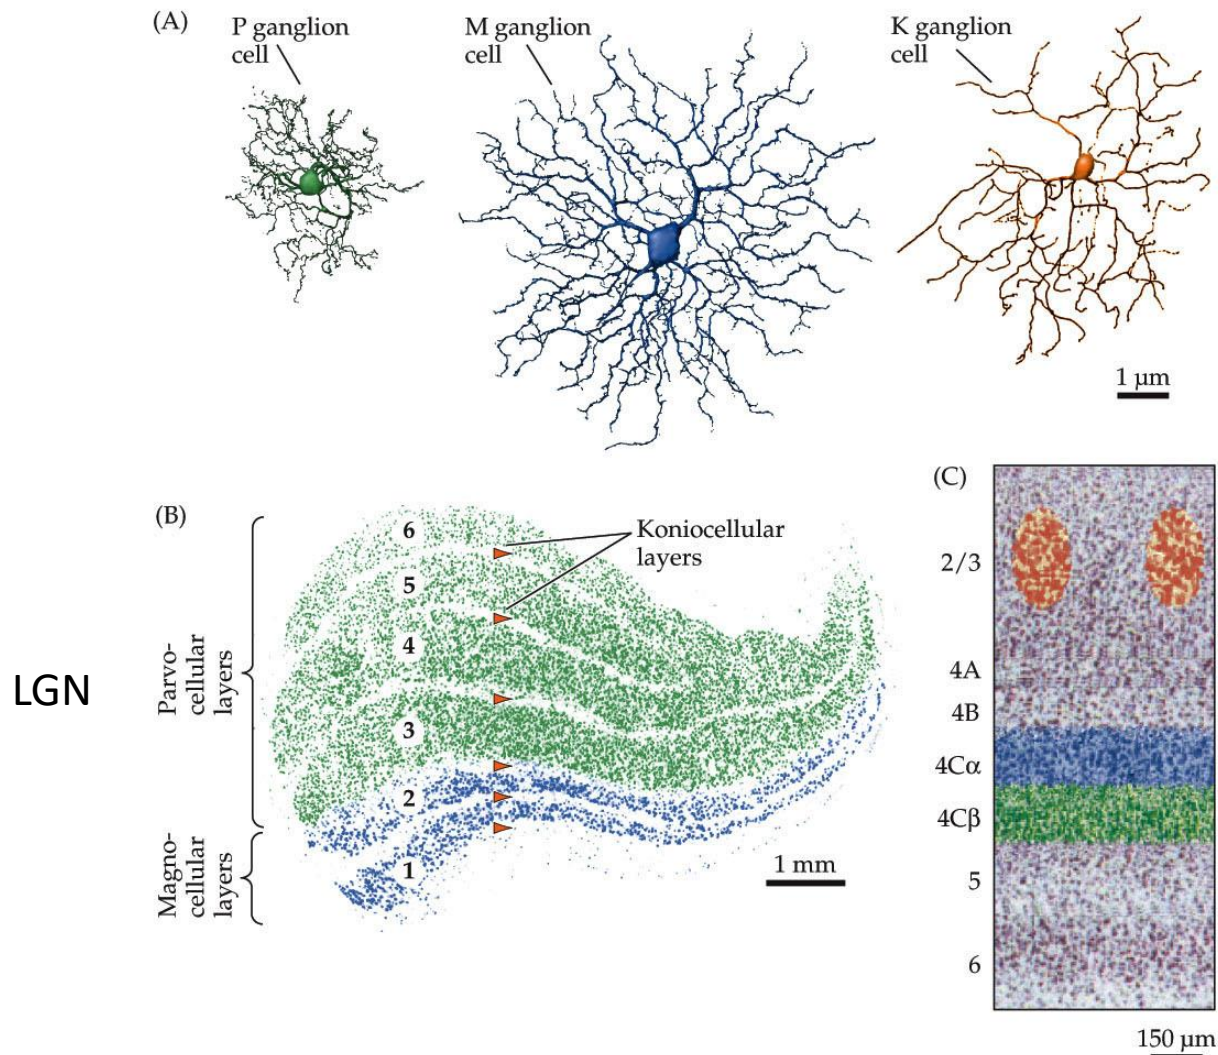 (A)
P ganglion
cell
M ganglion
cell
K ganglion
cell
1 µm
LGN
(B)
Parvo-
cellular
layers
Magno-
cellular
layers
6
5
4
3
2
1
Koniocellular
layers
1 mm
(C)
2/3
4A
4B
4Cα
4Cβ
5
6
150 µm